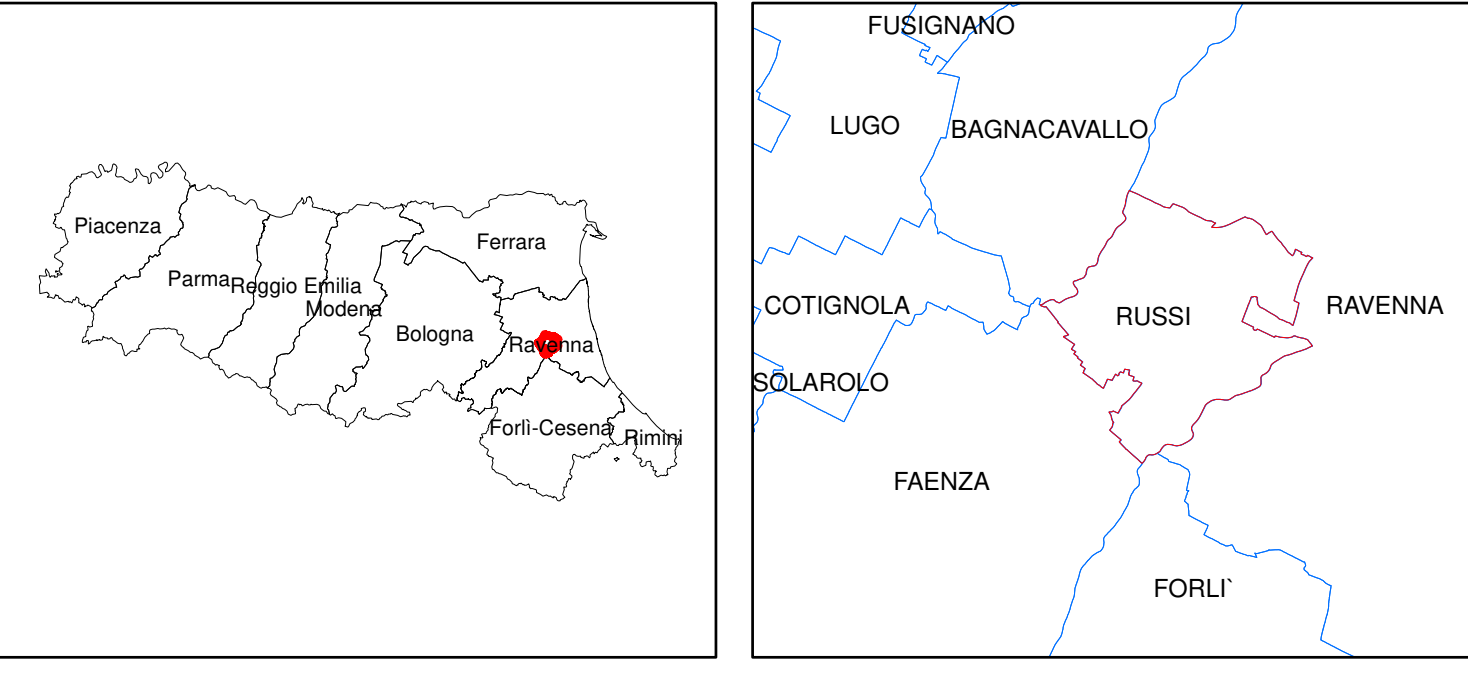 Piacenza
Parma
Reggio Emilia
Modena
Ferrara
Bologna
Ravenna
Forlì-Cesena
Rimini
FUSIGNANO
LUGO
BAGNACAVALLO
COTIGNOLA
RUSSI
RAVENNA
SOLAROLO
FAENZA
FORLI`